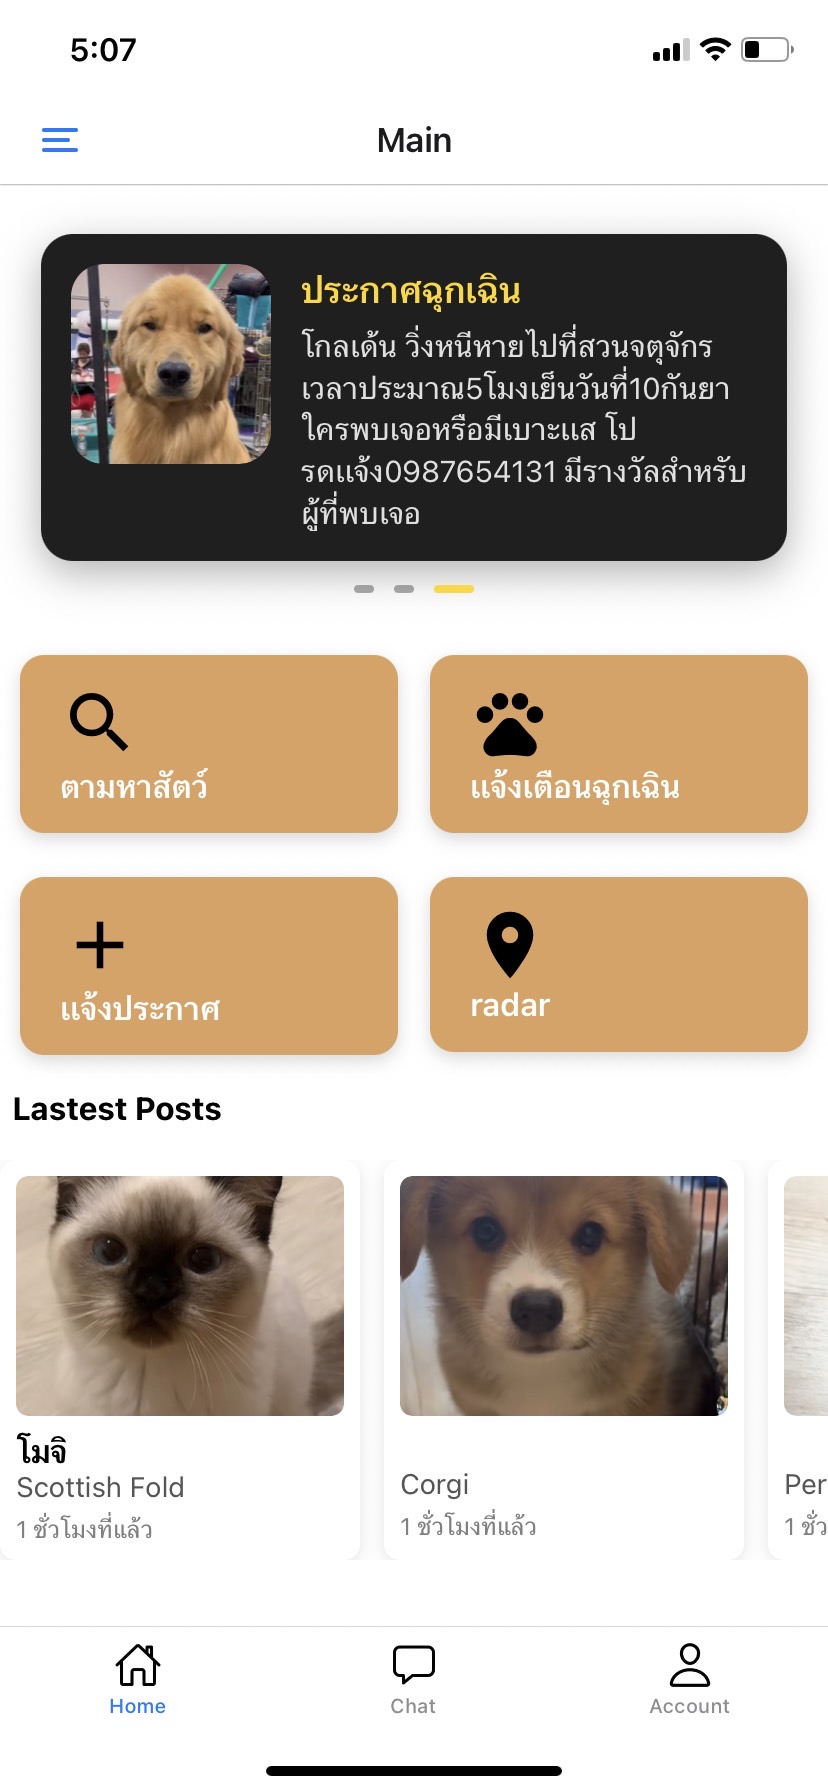 5:07
Main
ประกาศฉุกเฉิน
โกลเด้น วิ่งหนีหายไปที่สวนจตุจักร
เวลาประมาณ5โมงเย็นวันที่10กันยา
ใครพบเจอหรือมีเบาะแส โป
รดแจ้ง0987654131 มีรางวัลสำหรับ
ผู้ที่พบเจอ
ตามหาสัตว์
แจ้งเตือนฉุกเฉิน
แจ้งประกาศ
radar
Lastest Posts
โมจิ
Scottish Fold
1 ชั่วโมงที่แล้ว
Corgi
1 ชั่วโมงที่แล้ว
Per
1 ชั่ว
Home
Chat
Account